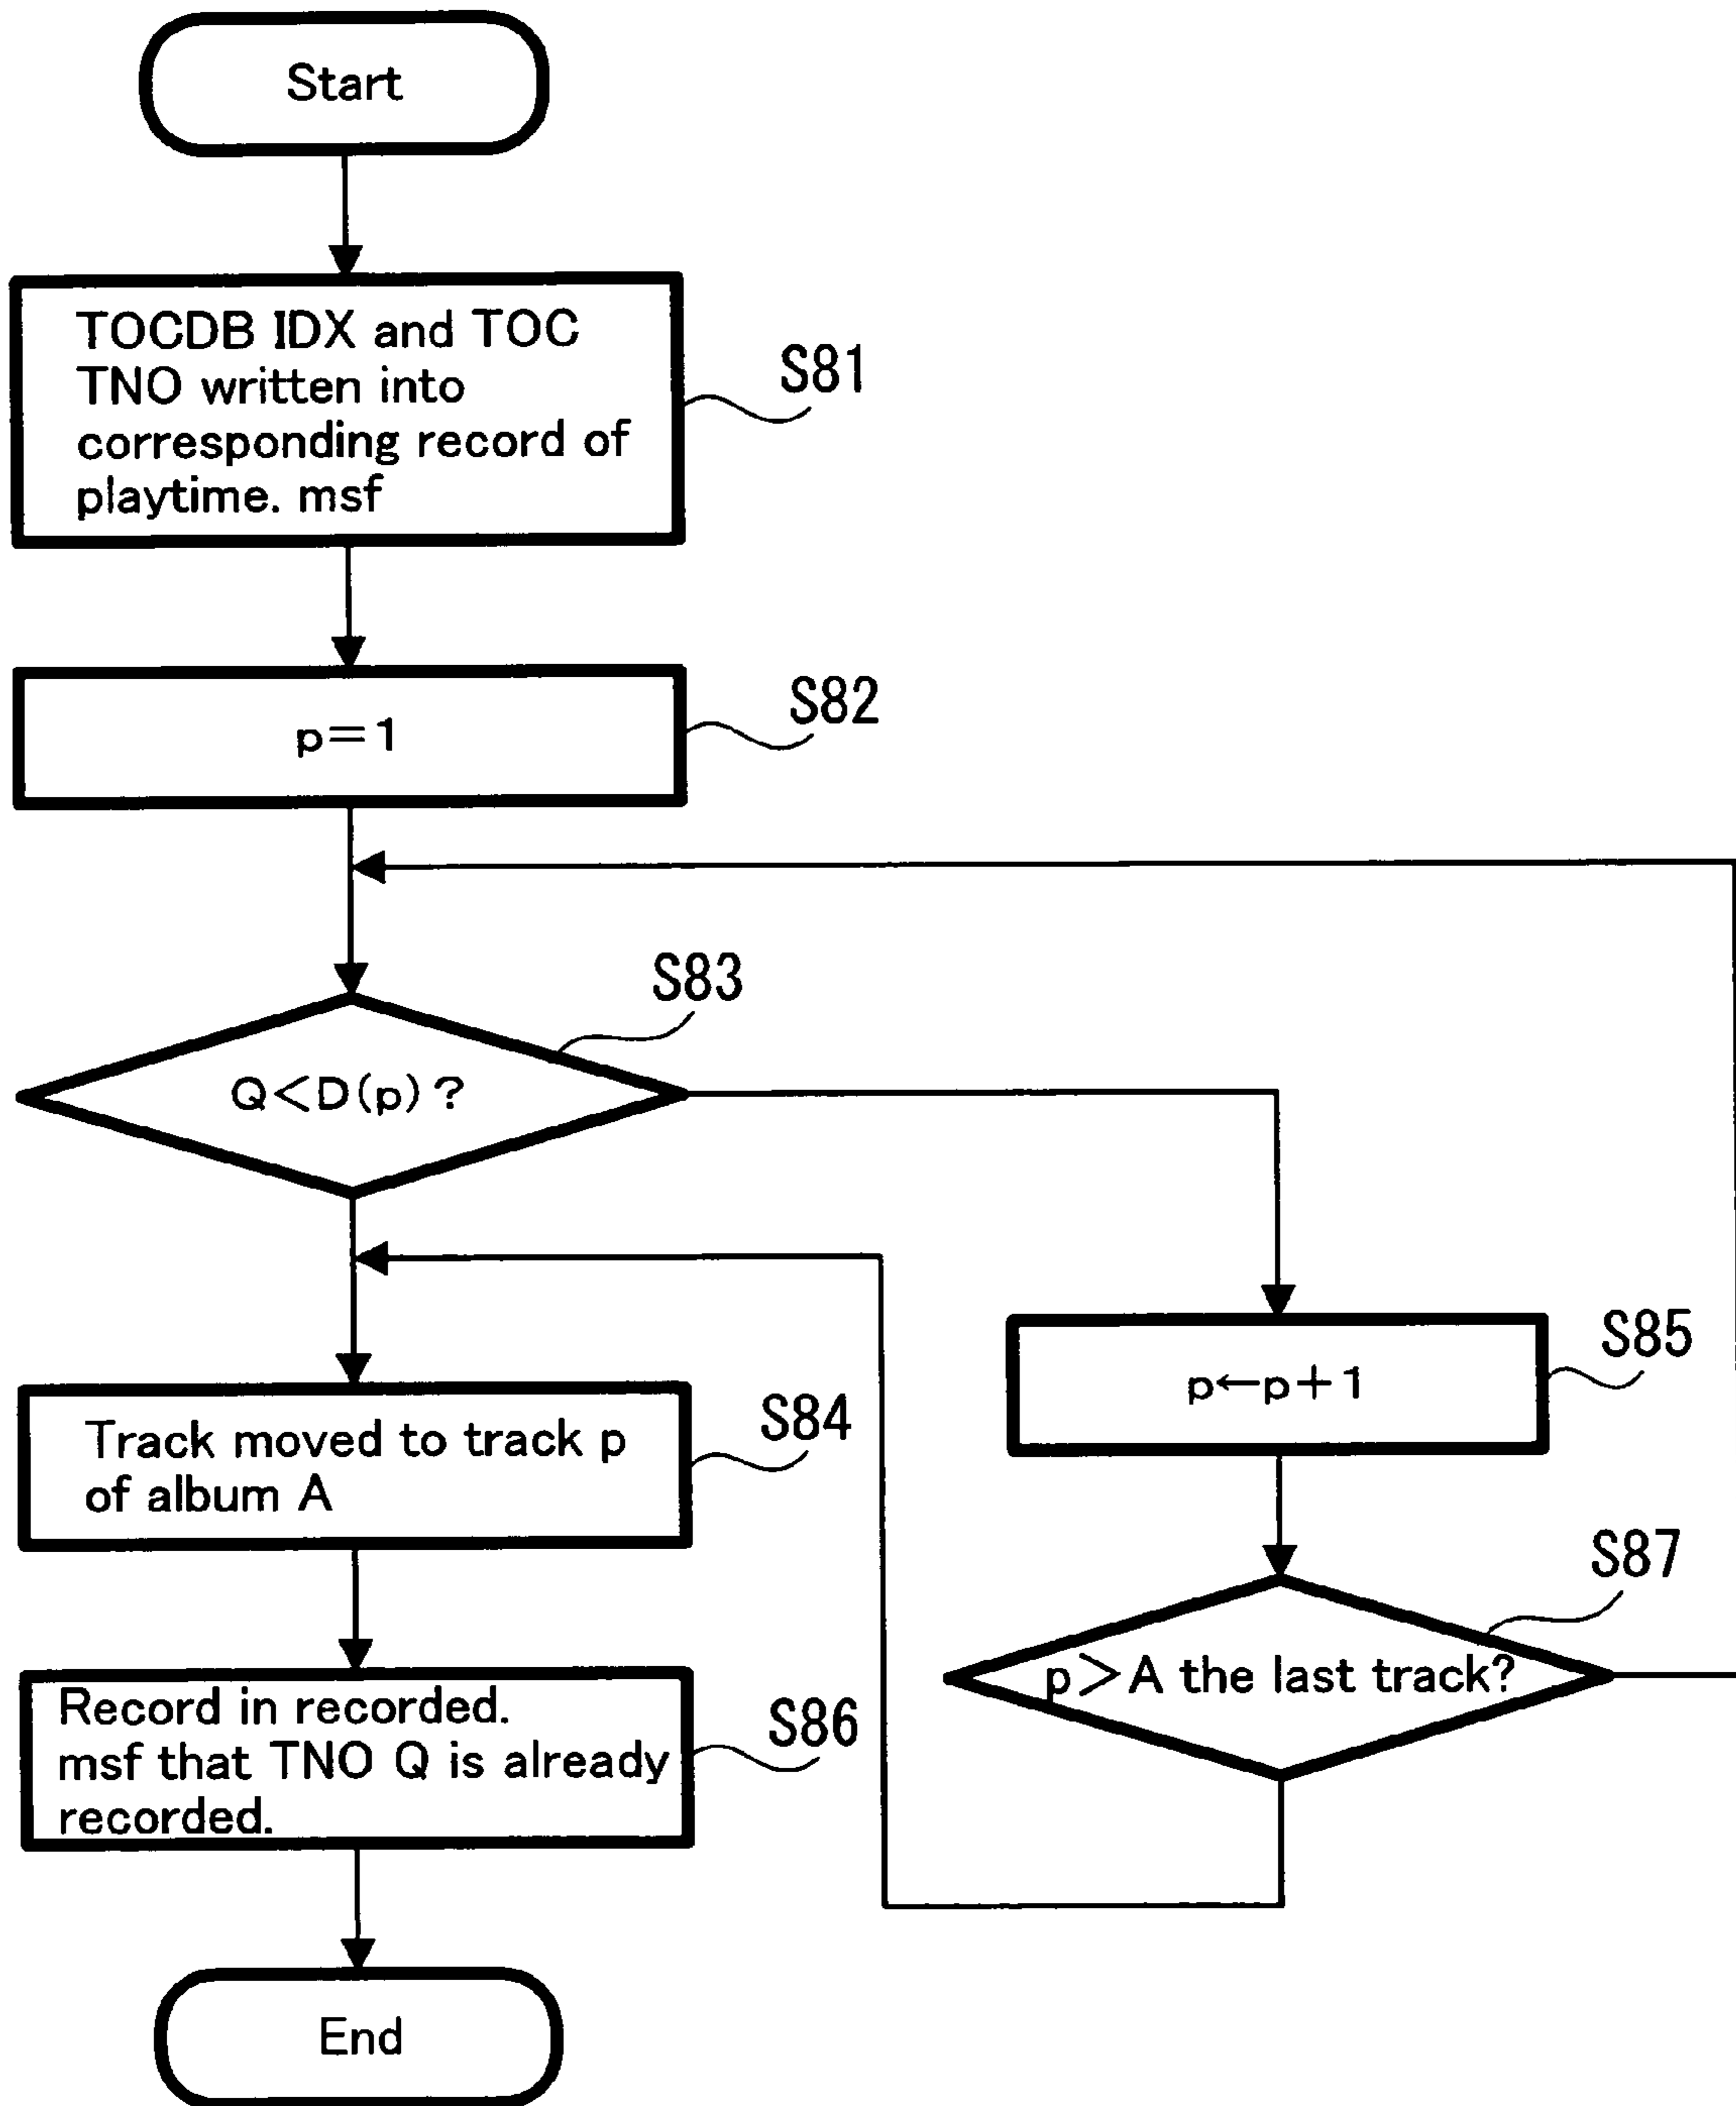 Start
TOCDB IDX and TOC
TNO written into
corresponding record of
playtime. msf
S81
p=1
S82
S83
Q<D(p)?
S85
p←p+1
Track moved to track p
of album A
S84
S87
p>A the last track?
Record in recorded.
msf that TNO Q is already
recorded.
S86
End